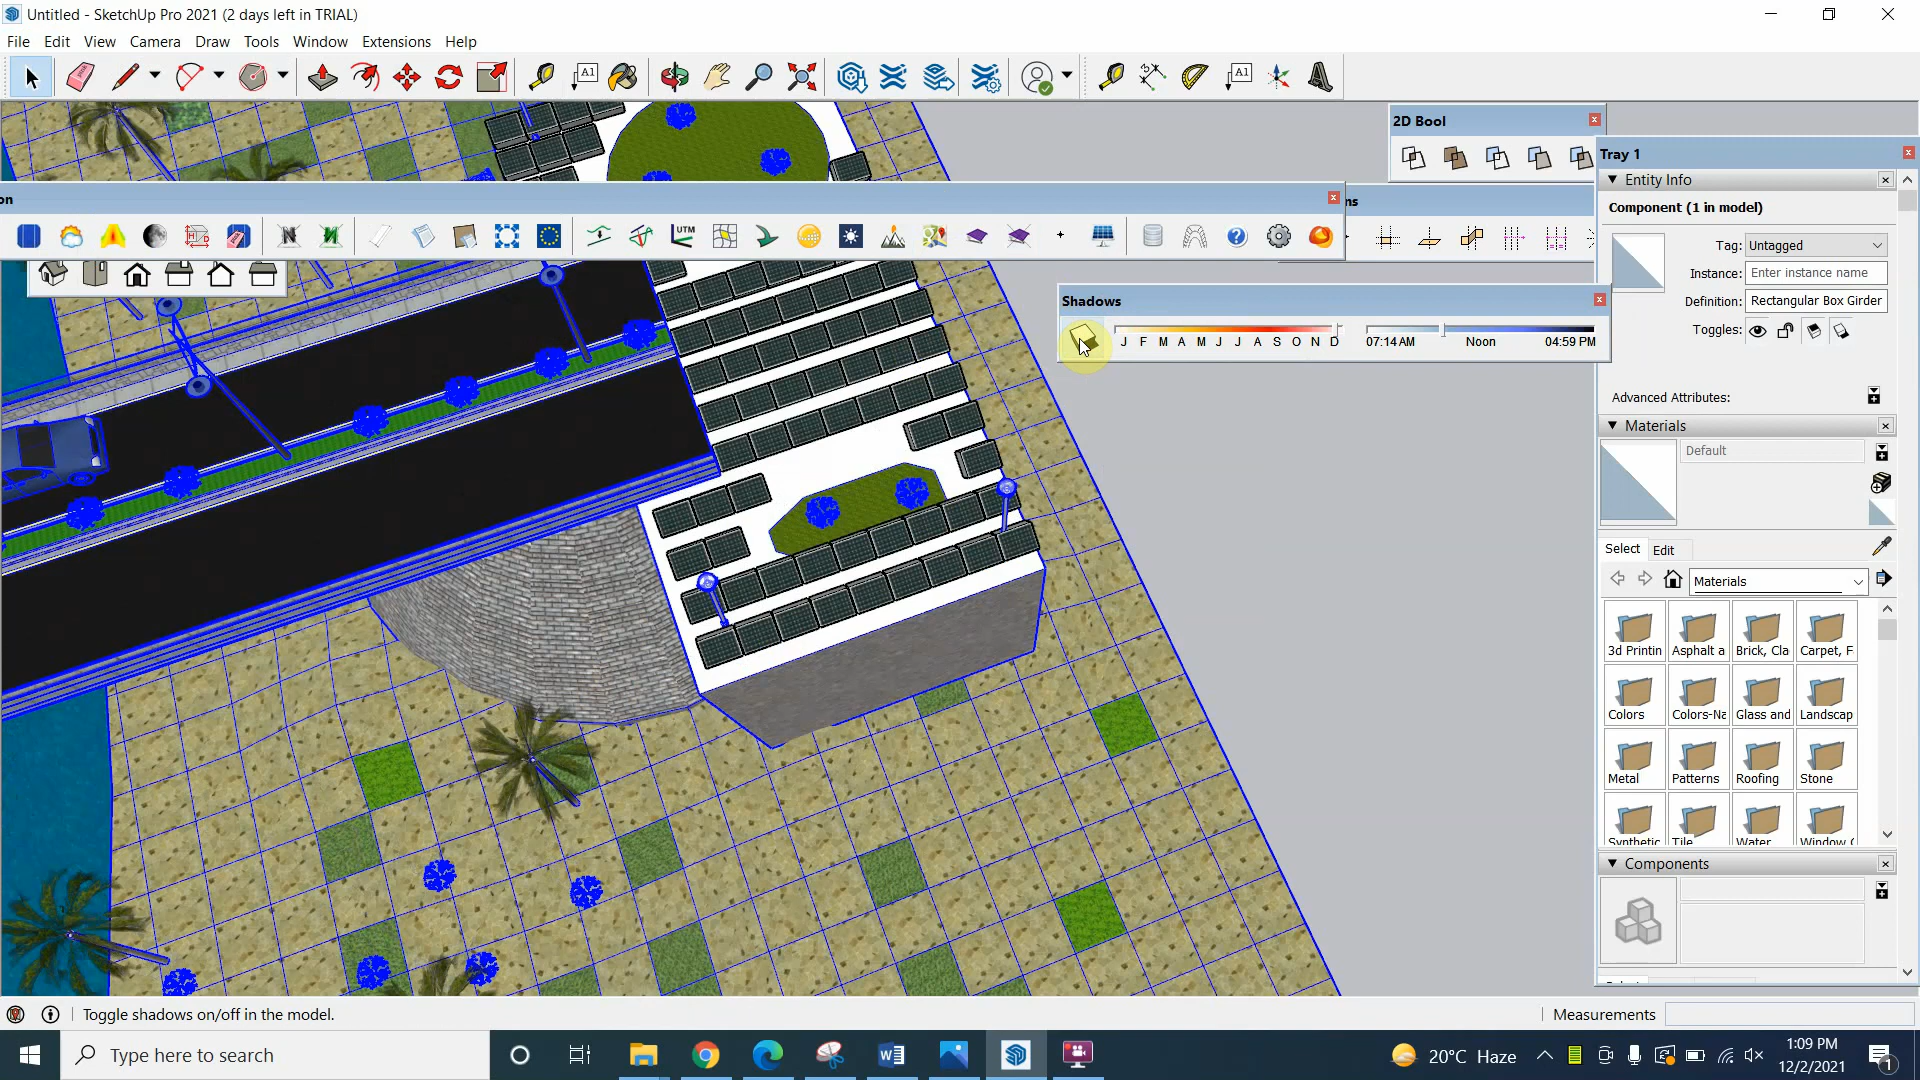 Untitled - SketchUp Pro 2021 (2 days left in TRIAL)
File Edit View Camera Draw Tools Window Extensions Help
2D Bool
Tray 1
Entity Info
Component (1 in model)
Tag: Untagged
Instance: Enter instance name
Definition: Rectangular Box Girder
Toggles:
Advanced Attributes:
on
ns
UTM
Shadows
J F M A M J J A S O N D
07:14 AM Noon 04:59 PM
Materials
Default
Select Edit
Materials
3d Printin Asphalt a Brick, Cla Carpet, F
Colors Colors-Na Glass and Landscap
Metal Patterns Roofing Stone
Synthetic Tile Water Window C
Components
Toggle shadows on/off in the model.
Measurements
Type here to search
20°C Haze
1:09 PM
12/2/2021
1